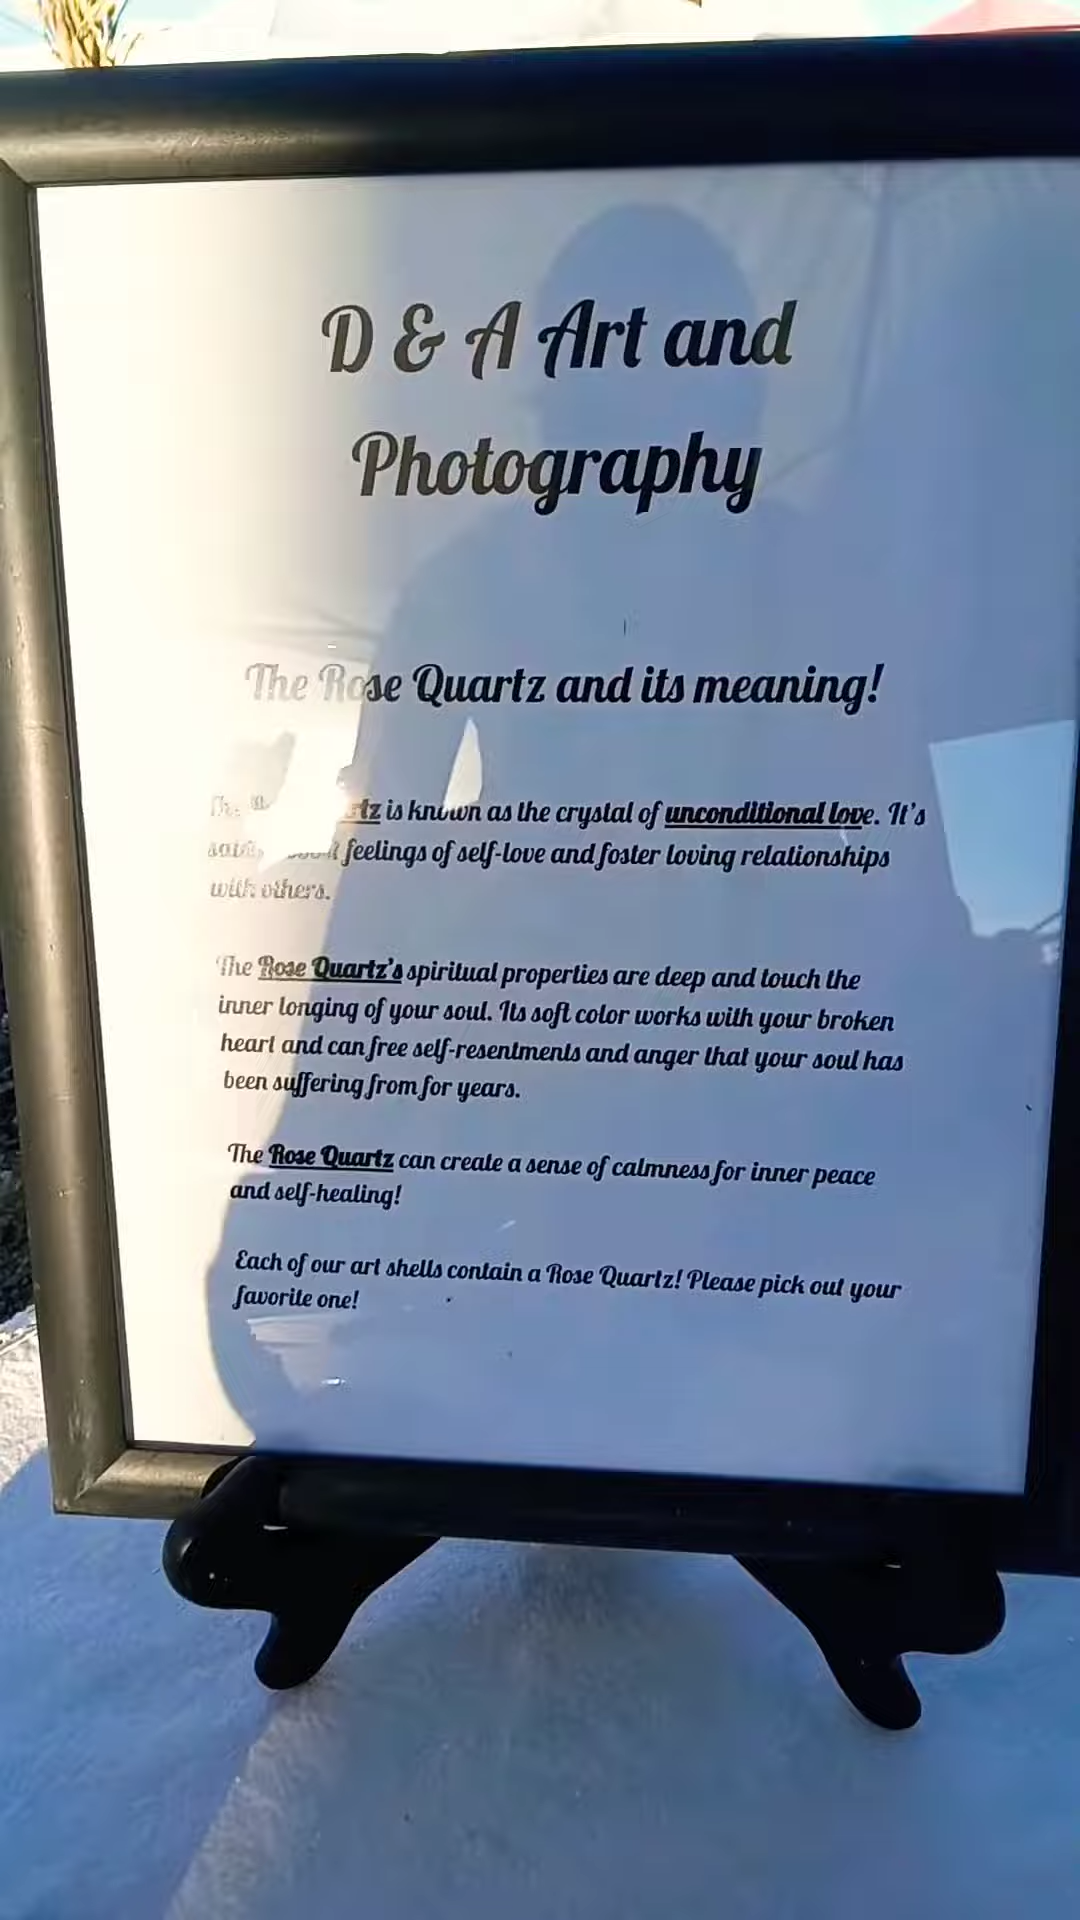 D & A Art and
Photography
The Rose Quartz and its meaning!
The is known as the crystal of unconditional love. It's
feelings of self-love and foster loving relationships
with others.
The Rose Quartz's spiritual properties are deep and touch the
inner longing of your soul. Its soft color works with your broken
heart and can free self-resentments and anger that your soul has
been suffering from for years.
The Rose Quartz can create a sense of calmness for inner peace
and self-healing!
Each of our art shells contain a Rose Quartz! Please pick out your
favorite one!